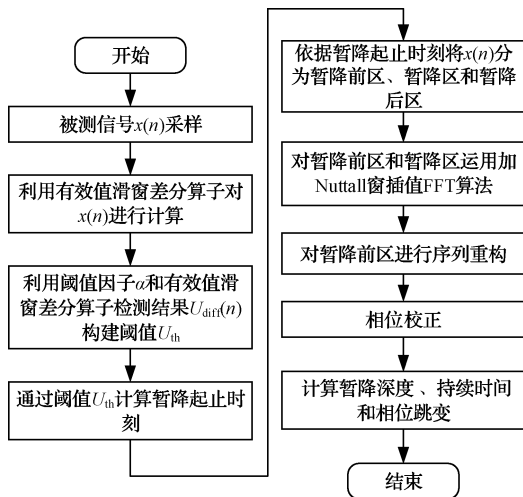 开始
被测信号x(n)采样
利用有效值滑窗差分算子对
x(n)进行计算
利用阈值因子α和有效值滑
窗差分算子检测结果U_diff(n)
构建阈值U_th
通过阈值U_th计算暂降起止时
刻
依据暂降起止时刻将x(n)分
为暂降前区、暂降区和暂降
后区
对暂降前区和暂降区运用加
Nuttall窗插值FFT算法
对暂降前区进行序列重构
相位校正
计算暂降深度、持续时间
和相位跳变
结束